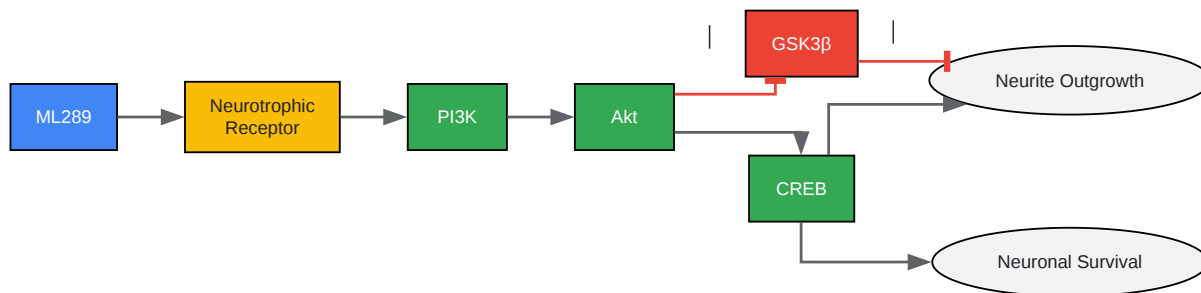 GSK3β
Neurite Outgrowth
ML289
Neurotrophic
Receptor
PI3K
Akt
CREB
Neuronal Survival